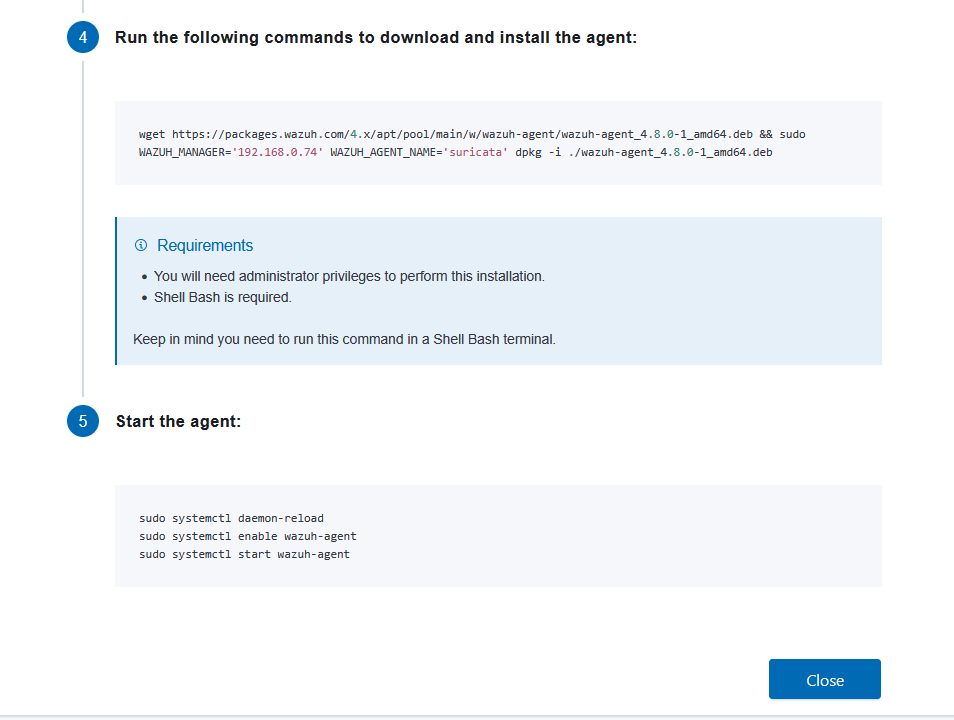 4 Run the following commands to download and install the agent:
wget https://packages.wazuh.com/4.x/apt/pool/main/w/wazuh-agent/wazuh-agent_4.8.0-1_amd64.deb && sudo
WAZUH_MANAGER='192.168.0.74' WAZUH_AGENT_NAME='suricata' dpkg -i ./wazuh-agent_4.8.0-1_amd64.deb
Requirements
• You will need administrator privileges to perform this installation.
• Shell Bash is required.
Keep in mind you need to run this command in a Shell Bash terminal.
5 Start the agent:
sudo systemctl daemon-reload
sudo systemctl enable wazuh-agent
sudo systemctl start wazuh-agent
Close